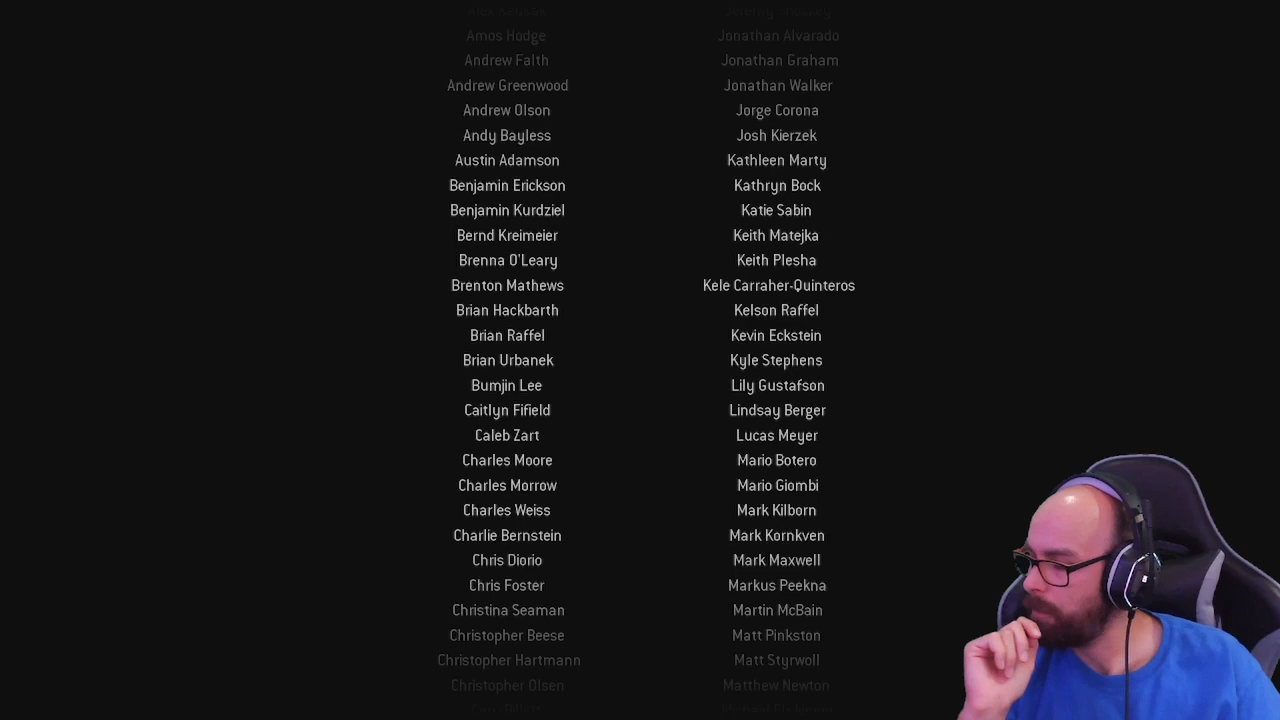 Amos Hodge
Andrew Falth
Andrew Greenwood
Andrew Olson
Andy Bayless
Austin Adamson
Benjamin Erickson
Benjamin Kurdziel
Bernd Kreimeier
Brenna O'Leary
Brenton Mathews
Brian Hackbarth
Brian Raffel
Brian Urbanek
Bumjin Lee
Caitlyn Fifield
Caleb Zart
Charles Moore
Charles Morrow
Charles Weiss
Charlie Bernstein
Chris Diorio
Chris Foster
Christina Seaman
Christopher Beese
Christopher Hartmann
Christopher Olsen
Jonathan Alvarado
Jonathan Graham
Jonathan Walker
Jorge Corona
Josh Kierzek
Kathleen Marty
Kathryn Bock
Katie Sabin
Keith Matejka
Keith Plesha
Kele Carraher-Quinteros
Kelson Raffel
Kevin Eckstein
Kyle Stephens
Lily Gustafson
Lindsay Berger
Lucas Meyer
Mario Botero
Mario Giombi
Mark Kilborn
Mark Kornkven
Mark Maxwell
Markus Peekna
Martin McBain
Matt Pinkston
Matt Styrwoll
Matthew Newton